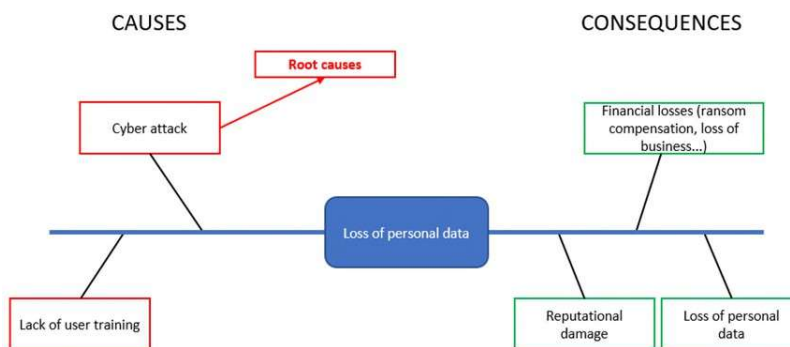 CAUSES
CONSEQUENCES
Root causes
Cyber attack
Financial losses (ransom
compensation, loss of
business...)
Loss of personal data
Lack of user training
Reputational
damage
Loss of personal
data